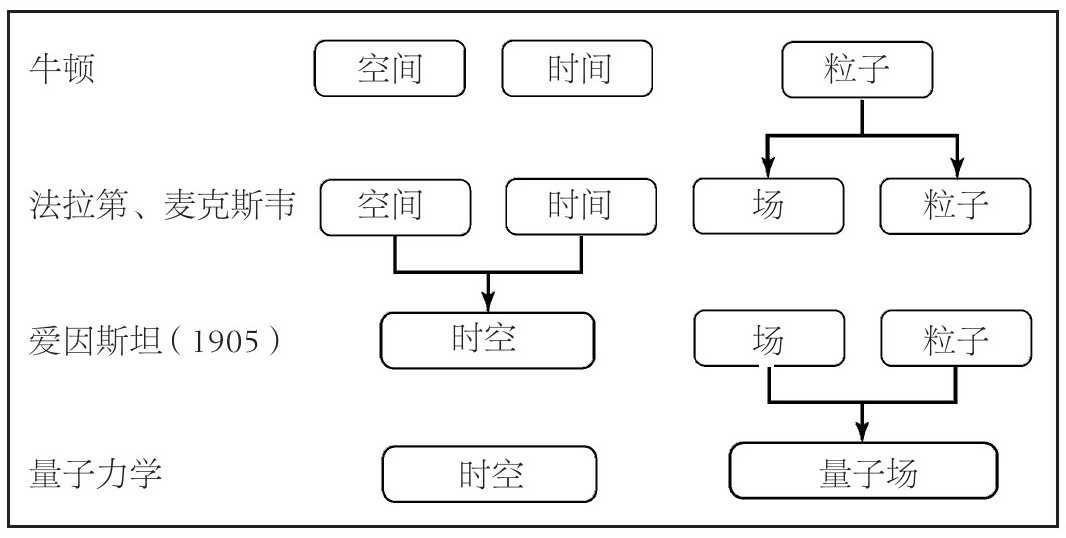 牛顿 空间 时间 粒子
法拉第、麦克斯韦 空间 时间 场 粒子
爱因斯坦（1905） 时空 场 粒子
量子力学 时空 量子场